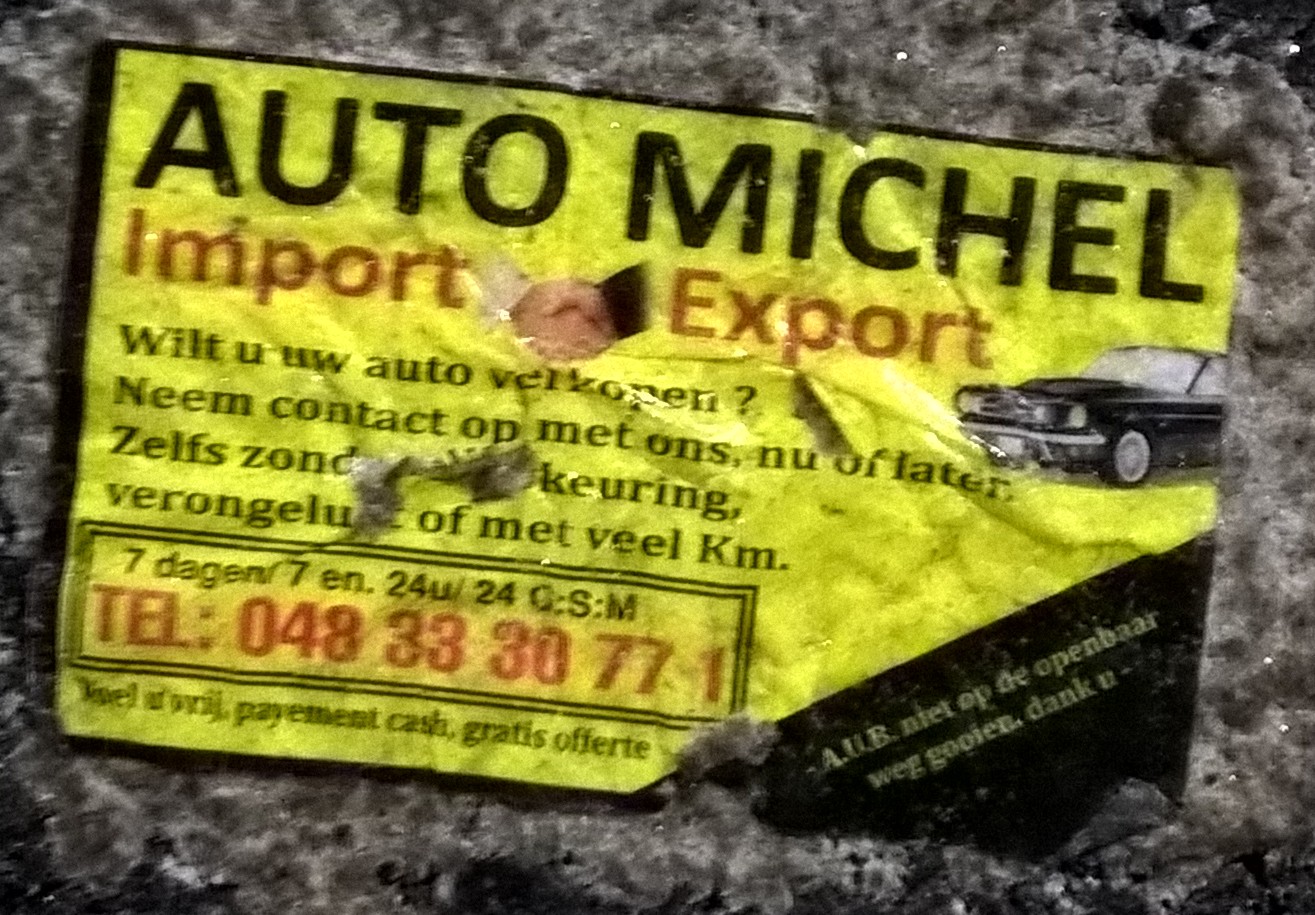 AUTO MICHEL
Import Export
Wilt u uw auto verkopen ?
Neem contact op met ons, nu of later.
Zelfs keuring,
of met veel Km.
7 dagen/ 7 en. 24u/ 24 G:S:M
TEL: 048 33 30 77 1
Voel u vrij, payement cash, gratis offerte
A.U.B. niet op de openbaar
weg gooien. dank u -